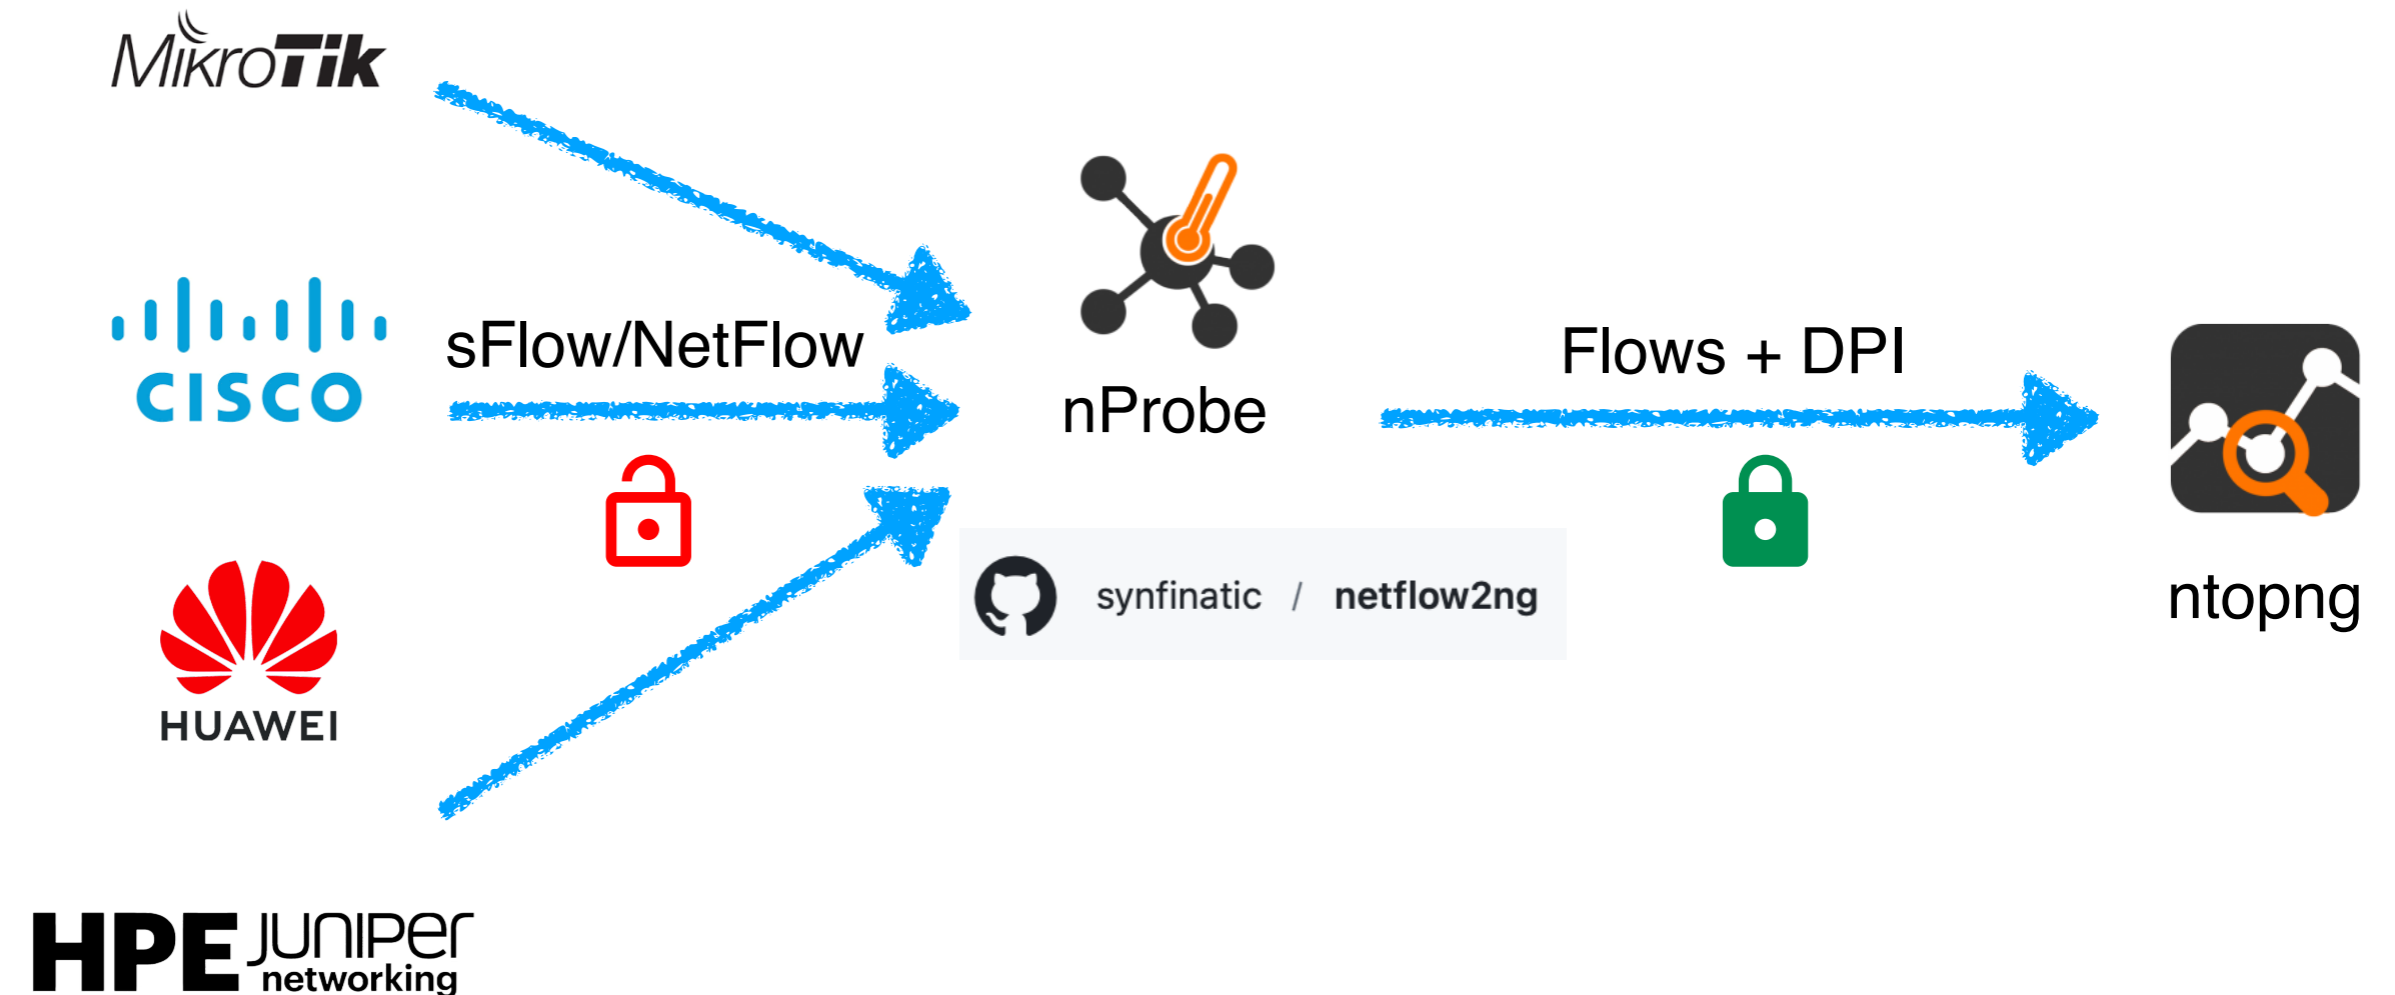 MikroTik
CISCO
sFlow/NetFlow
HUAWEI
HPE juniper
networking
nProbe
synfinatic / netflow2ng
Flows + DPI
ntopng